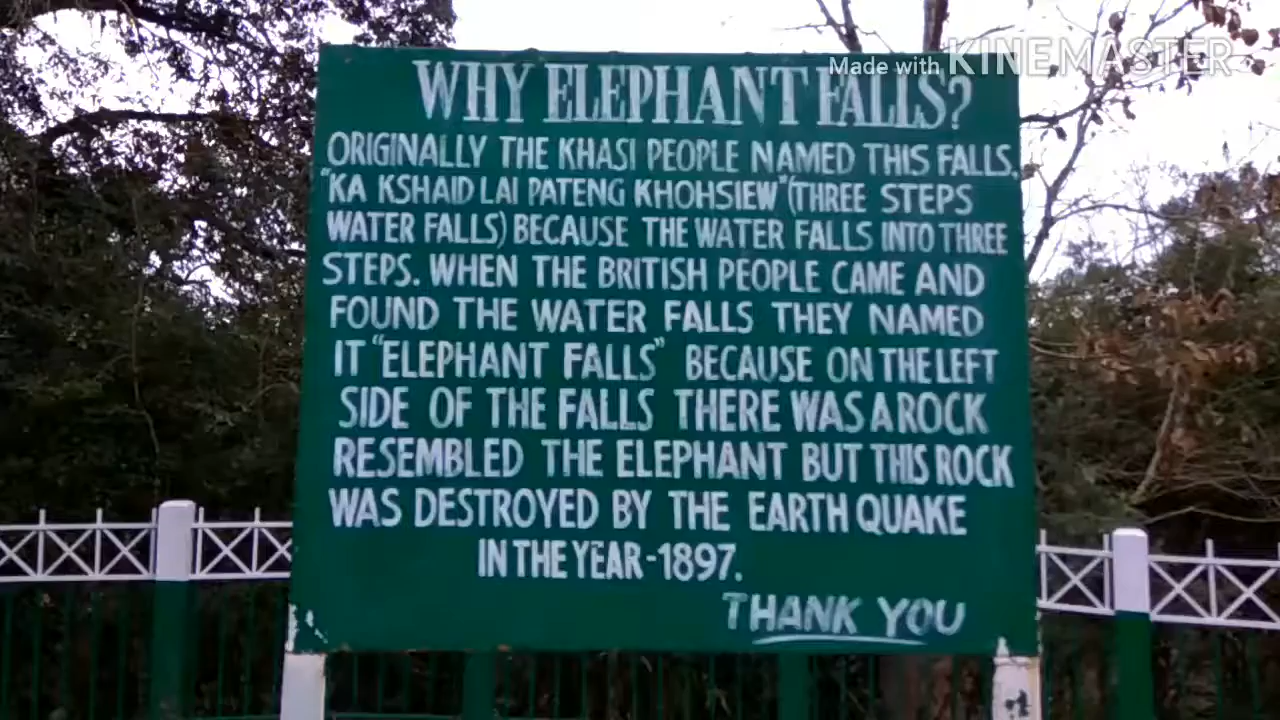 Made with KINEMASTER
WHY ELEPHANT FALLS?
ORIGINALLY THE KHASI PEOPLE NAMED THIS FALLS,
"KA KSHAID LAI PATENG KHOHSIEW" (THREE STEPS
WATER FALLS) BECAUSE THE WATER FALLS INTO THREE
STEPS. WHEN THE BRITISH PEOPLE CAME AND
FOUND THE WATER FALLS THEY NAMED
IT "ELEPHANT FALLS" BECAUSE ON THE LEFT
SIDE OF THE FALLS THERE WAS A ROCK
RESEMBLED THE ELEPHANT BUT THIS ROCK
WAS DESTROYED BY THE EARTH QUAKE
IN THE YEAR-1897.
THANK YOU